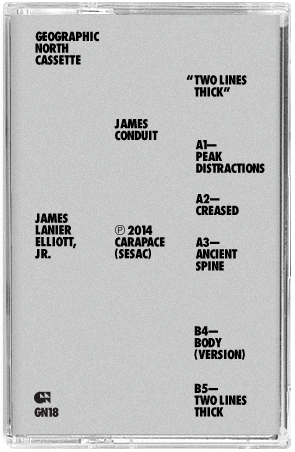 GEOGRAPHIC
NORTH
CASSETTE
“TWO LINES
THICK”
JAMES
CONDUIT
A1—
PEAK
DISTRACTIONS
A2—
CREASED
JAMES
LANIER
ELLIOTT,
JR.
℗ 2014
CARAPACE
(SESAC)
A3—
ANCIENT
SPINE
B4—
BODY
(VERSION)
B5—
TWO LINES
THICK
GN18